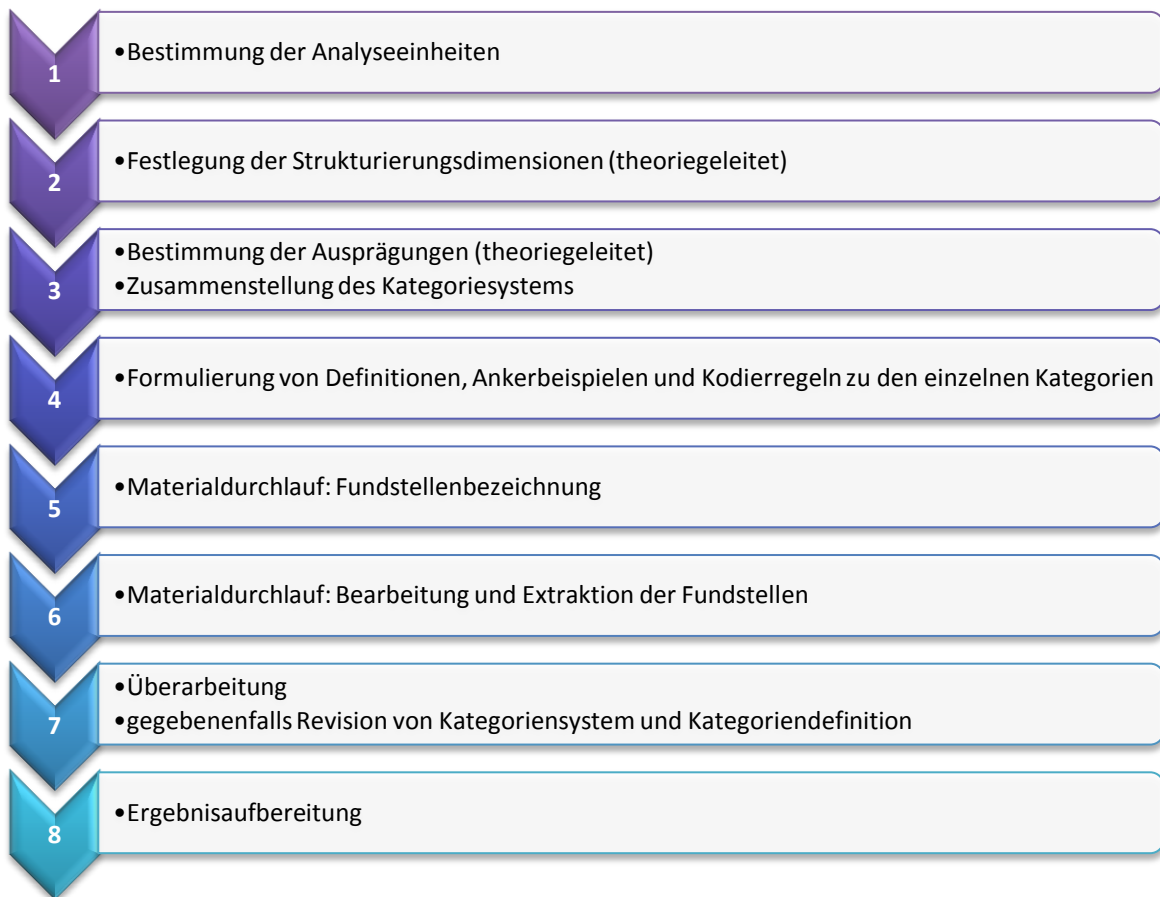 1
•Bestimmung der Analyseeinheiten
2
•Festlegung der Strukturierungsdimensionen (theoriegeleitet)
3
•Bestimmung der Ausprägungen (theoriegeleitet)
•Zusammenstellung des Kategoriesystems
4
•Formulierung von Definitionen, Ankerbeispielen und Kodierregeln zu den einzelnen Kategorien
5
•Materialdurchlauf: Fundstellenbezeichnung
6
•Materialdurchlauf: Bearbeitung und Extraktion der Fundstellen
7
•Überarbeitung
•gegebenenfalls Revision von Kategoriensystem und Kategoriendefinition
8
•Ergebnisaufbereitung